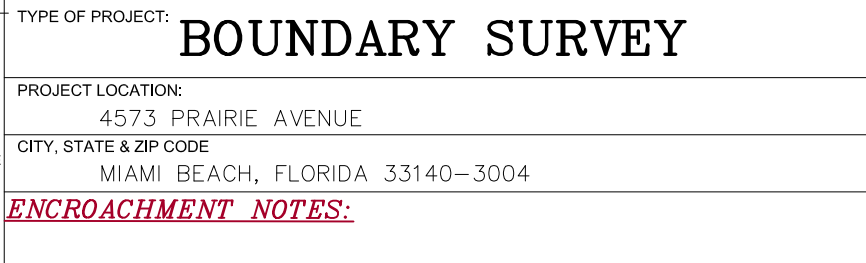 TYPE OF PROJECT: BOUNDARY SURVEY
PROJECT LOCATION:
4573 PRAIRIE AVENUE
CITY, STATE & ZIP CODE
MIAMI BEACH, FLORIDA 33140-3004
ENCROACHMENT NOTES: